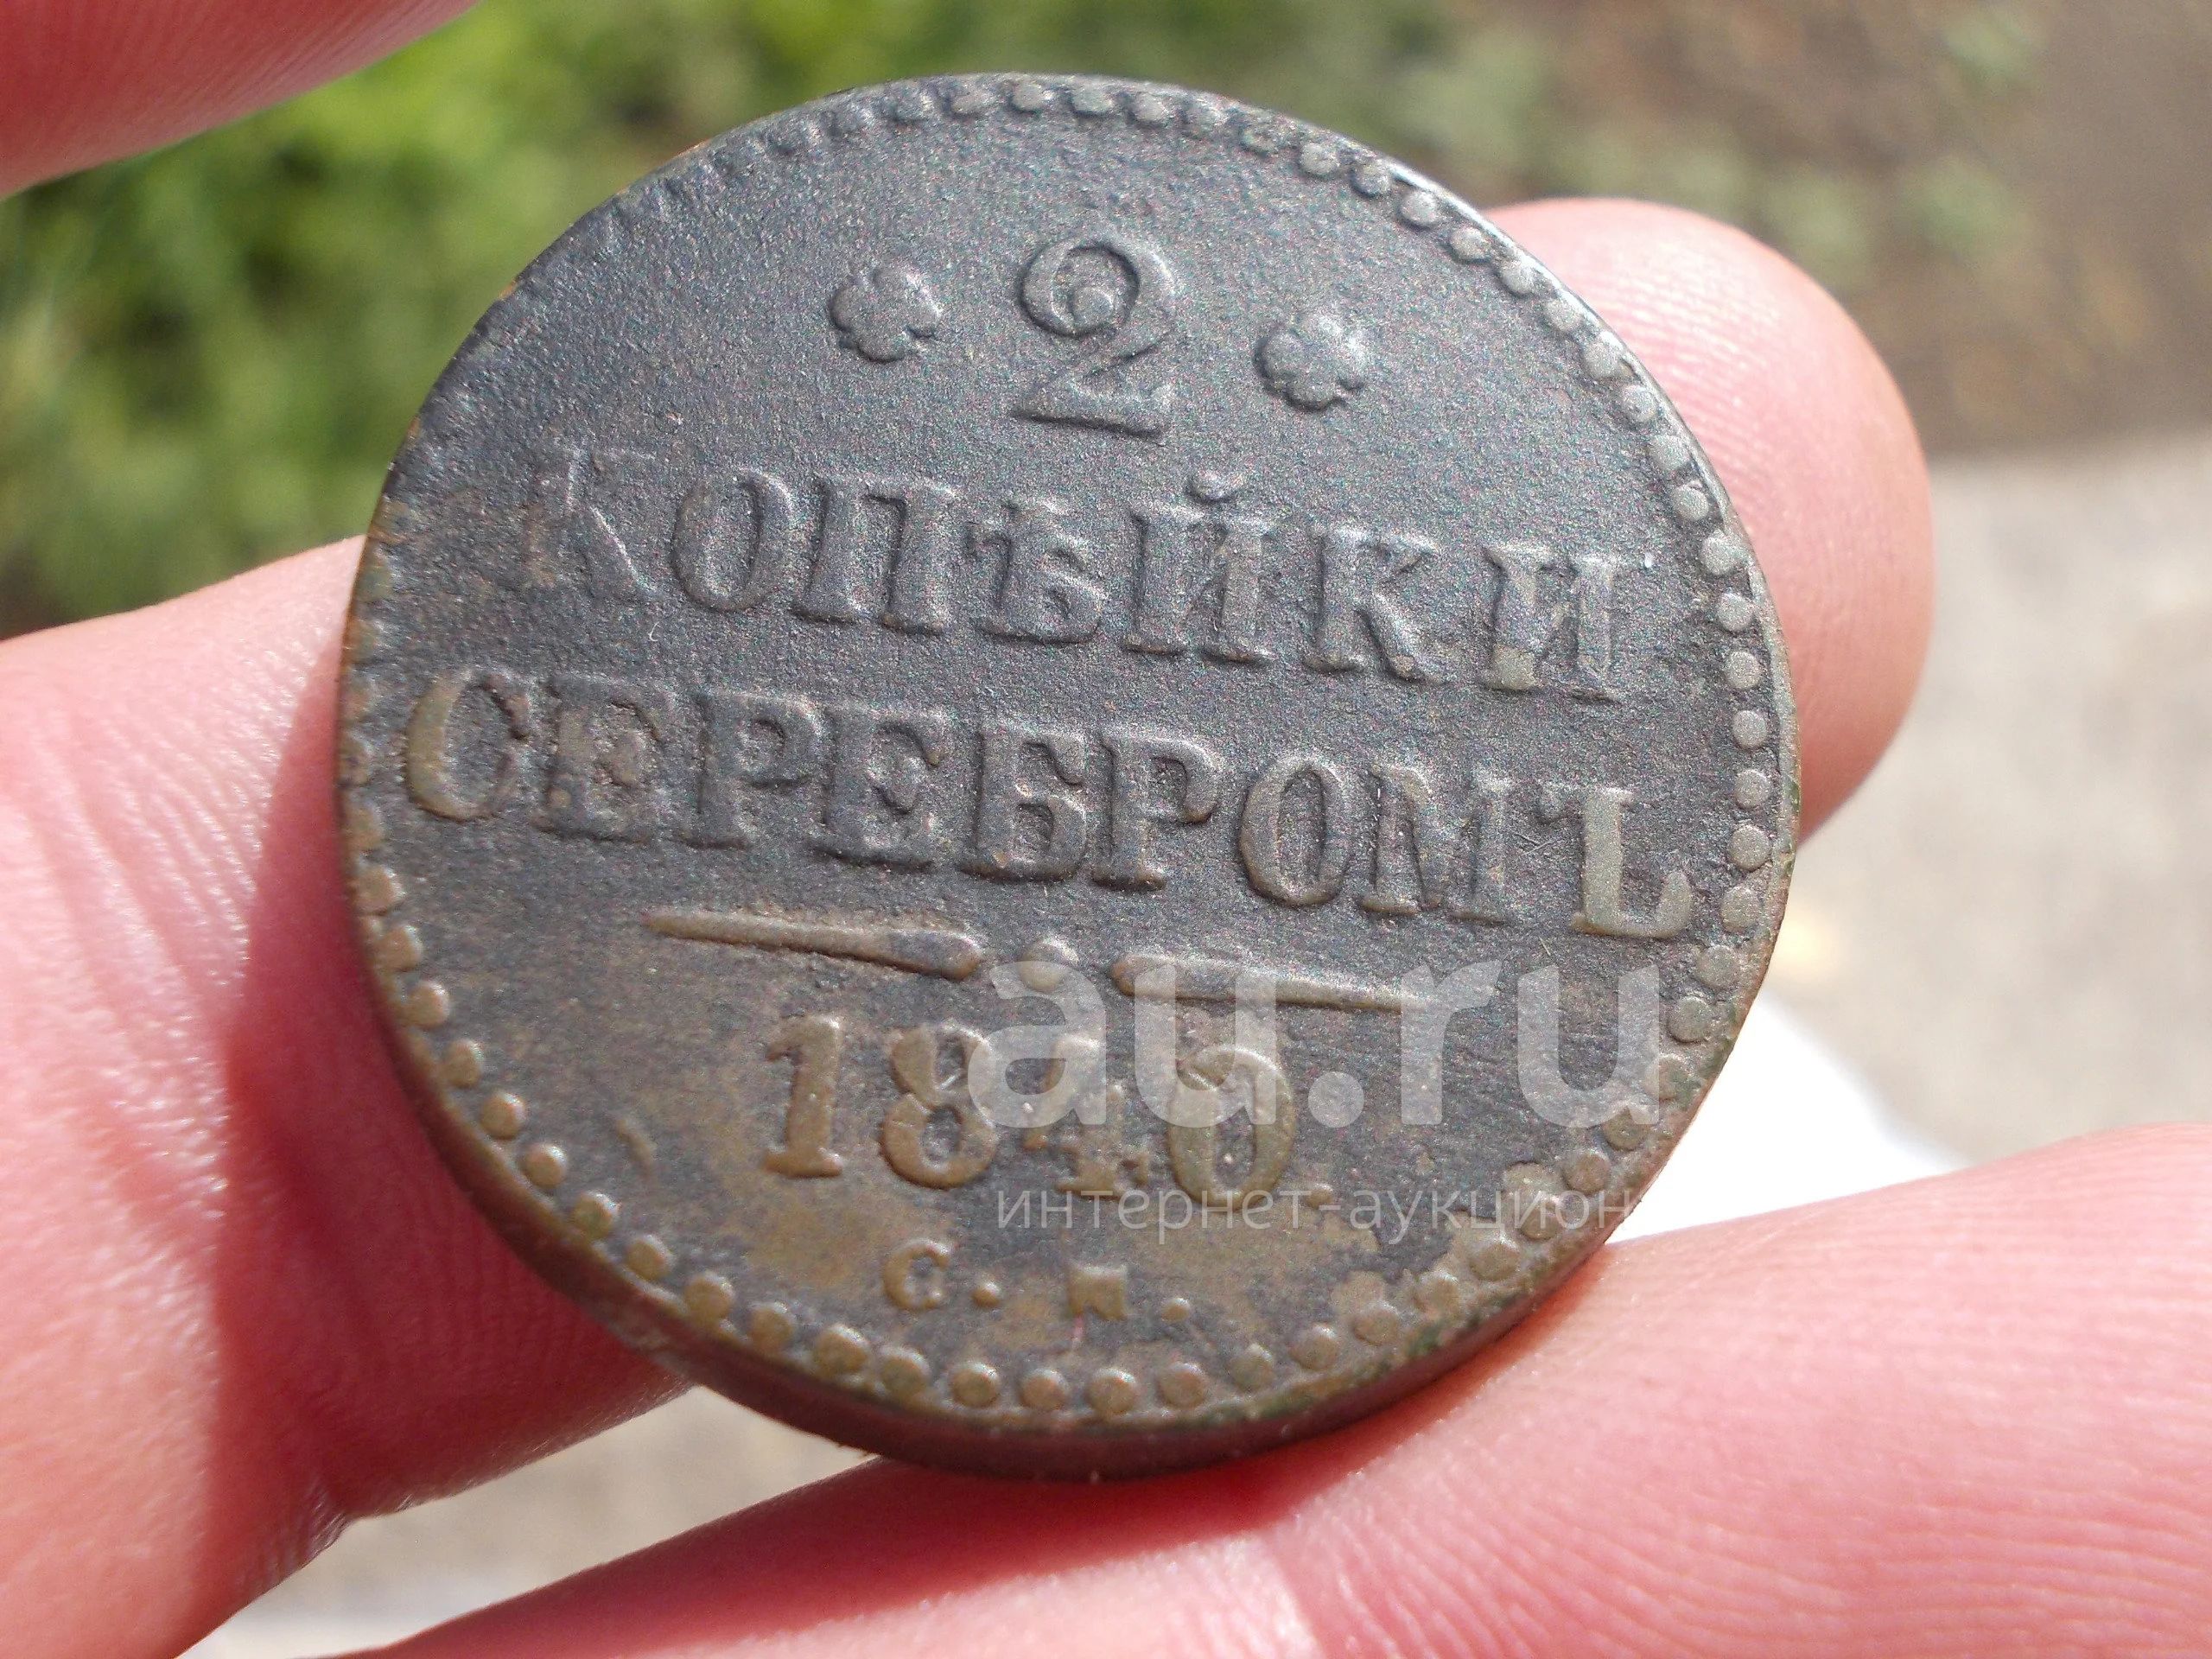 2
КОПѢЙКИ
СЕРЕБРОМЪ
1840.
С. М.
au.ru
интернет-аукцион